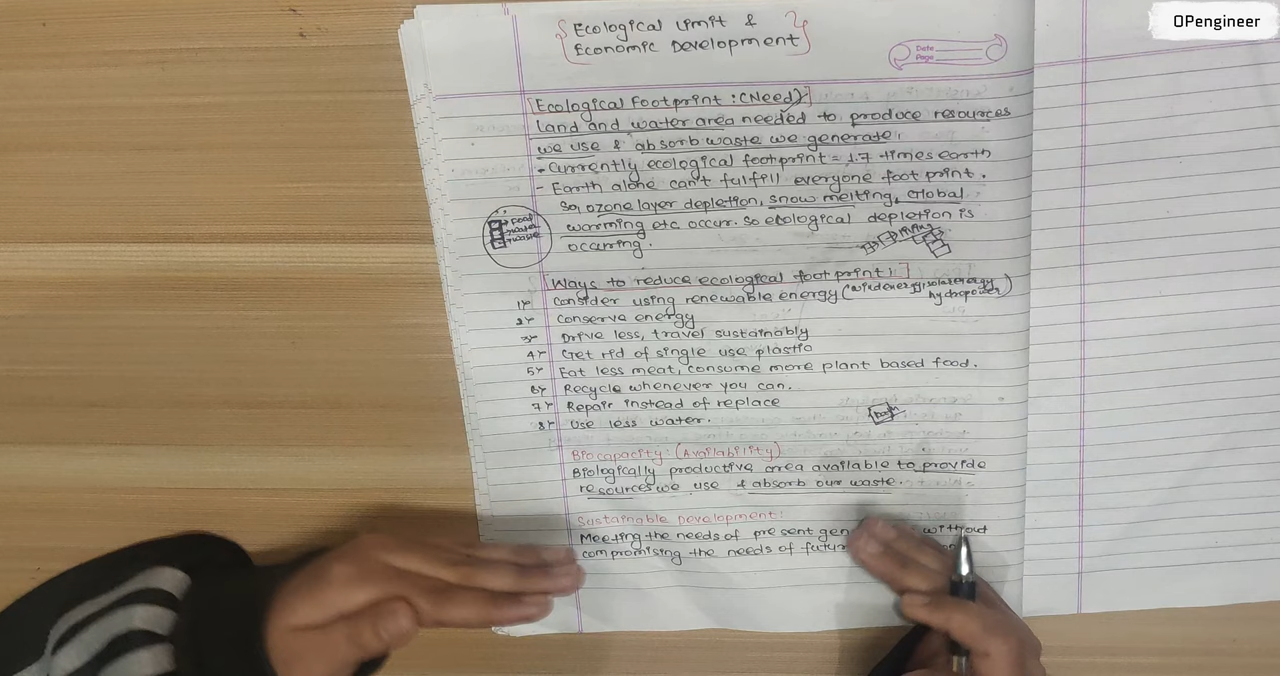 OPengineer
Ecological Limit &
Economic Development
Date
Page
Ecological Footprint : (Need)
Land and water area needed to produce resources
we use & absorb waste we generate.
- Currently ecological footprint = 1.7 times earth
- Earth alone can't fulfill everyone foot print.
So, ozone layer depletion, snow melting, Global
warming etc occur. so ecological depletion is
occuring.
Food
water
waste
Ways to reduce ecological foot print :
1> Consider using renewable energy (wind energy, solar energy
hydropower)
2> Conserve energy
3> Drive less, travel sustainably
4> Get rid of single use plastic
5> Eat less meat, consume more plant based food.
6> Recycle whenever you can.
7> Repair instead of replace
8> Use less water.
Biocapacity : (Availability)
Biologically productive area available to provide
resources we use & absorb our waste.
Sustainable Development:
Meeting the needs of present gen without
compromising the needs of futur